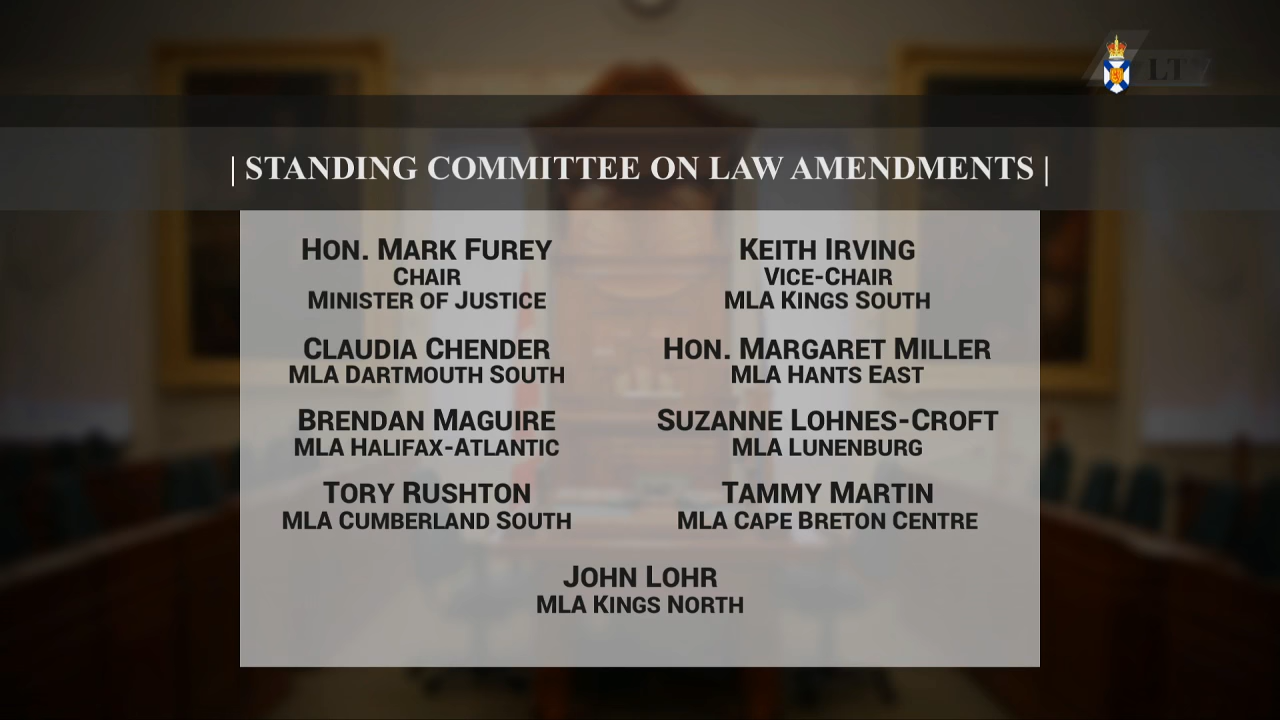 LT
| STANDING COMMITTEE ON LAW AMENDMENTS |
HON. MARK FUREY
CHAIR
MINISTER OF JUSTICE
KEITH IRVING
VICE-CHAIR
MLA KINGS SOUTH
CLAUDIA CHENDER
MLA DARTMOUTH SOUTH
HON. MARGARET MILLER
MLA HANTS EAST
BRENDAN MAGUIRE
MLA HALIFAX-ATLANTIC
SUZANNE LOHNES-CROFT
MLA LUNENBURG
TORY RUSHTON
MLA CUMBERLAND SOUTH
TAMMY MARTIN
MLA CAPE BRETON CENTRE
JOHN LOHR
MLA KINGS NORTH